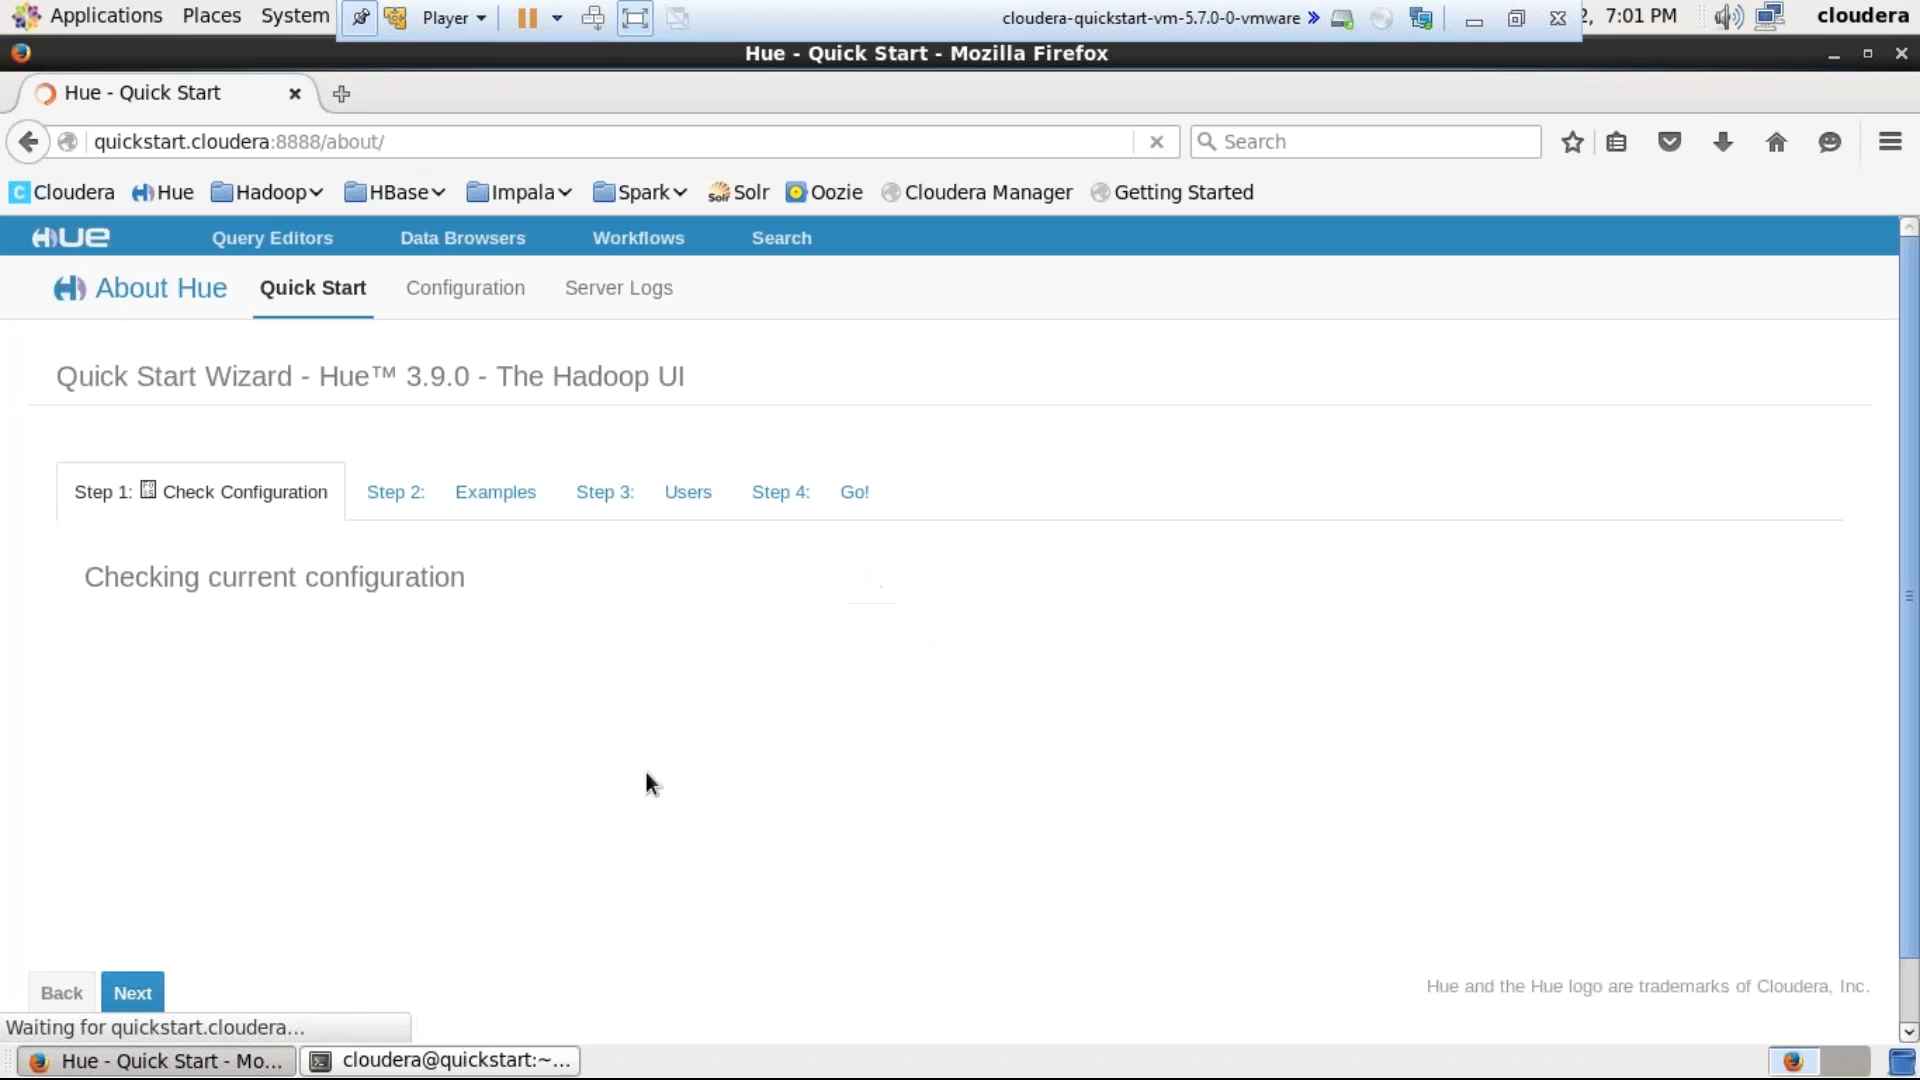 Applications Places System Player cloudera-quickstart-vm-5.7.0-0-vmware 2, 7:01 PM cloudera
Hue - Quick Start - Mozilla Firefox
Hue - Quick Start
quickstart.cloudera:8888/about/ Search
Cloudera Hue Hadoop HBase Impala Spark Solr Oozie Cloudera Manager Getting Started
HUE Query Editors Data Browsers Workflows Search
About Hue Quick Start Configuration Server Logs
Quick Start Wizard - Hue™ 3.9.0 - The Hadoop UI
Step 1: Check Configuration Step 2: Examples Step 3: Users Step 4: Go!
Checking current configuration
Back Next Hue and the Hue logo are trademarks of Cloudera, Inc.
Waiting for quickstart.cloudera...
Hue - Quick Start - Mo... cloudera@quickstart:~...